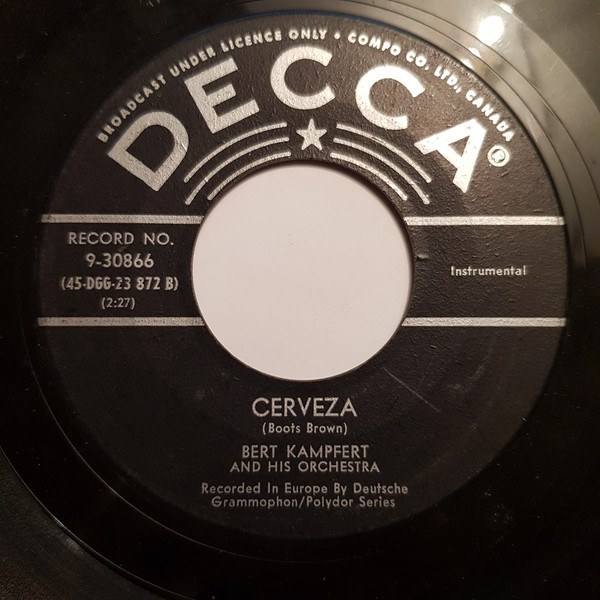 BROADCAST UNDER LICENCE ONLY • COMPO CO. LTD., CANADA
DECCA®
RECORD NO.
9-30866
(45-DGG-23 872 B)
(2:27)
Instrumental
CERVEZA
(Boots Brown)
BERT KAMPFERT
AND HIS ORCHESTRA
Recorded In Europe By Deutsche
Grammophon/Polydor Series